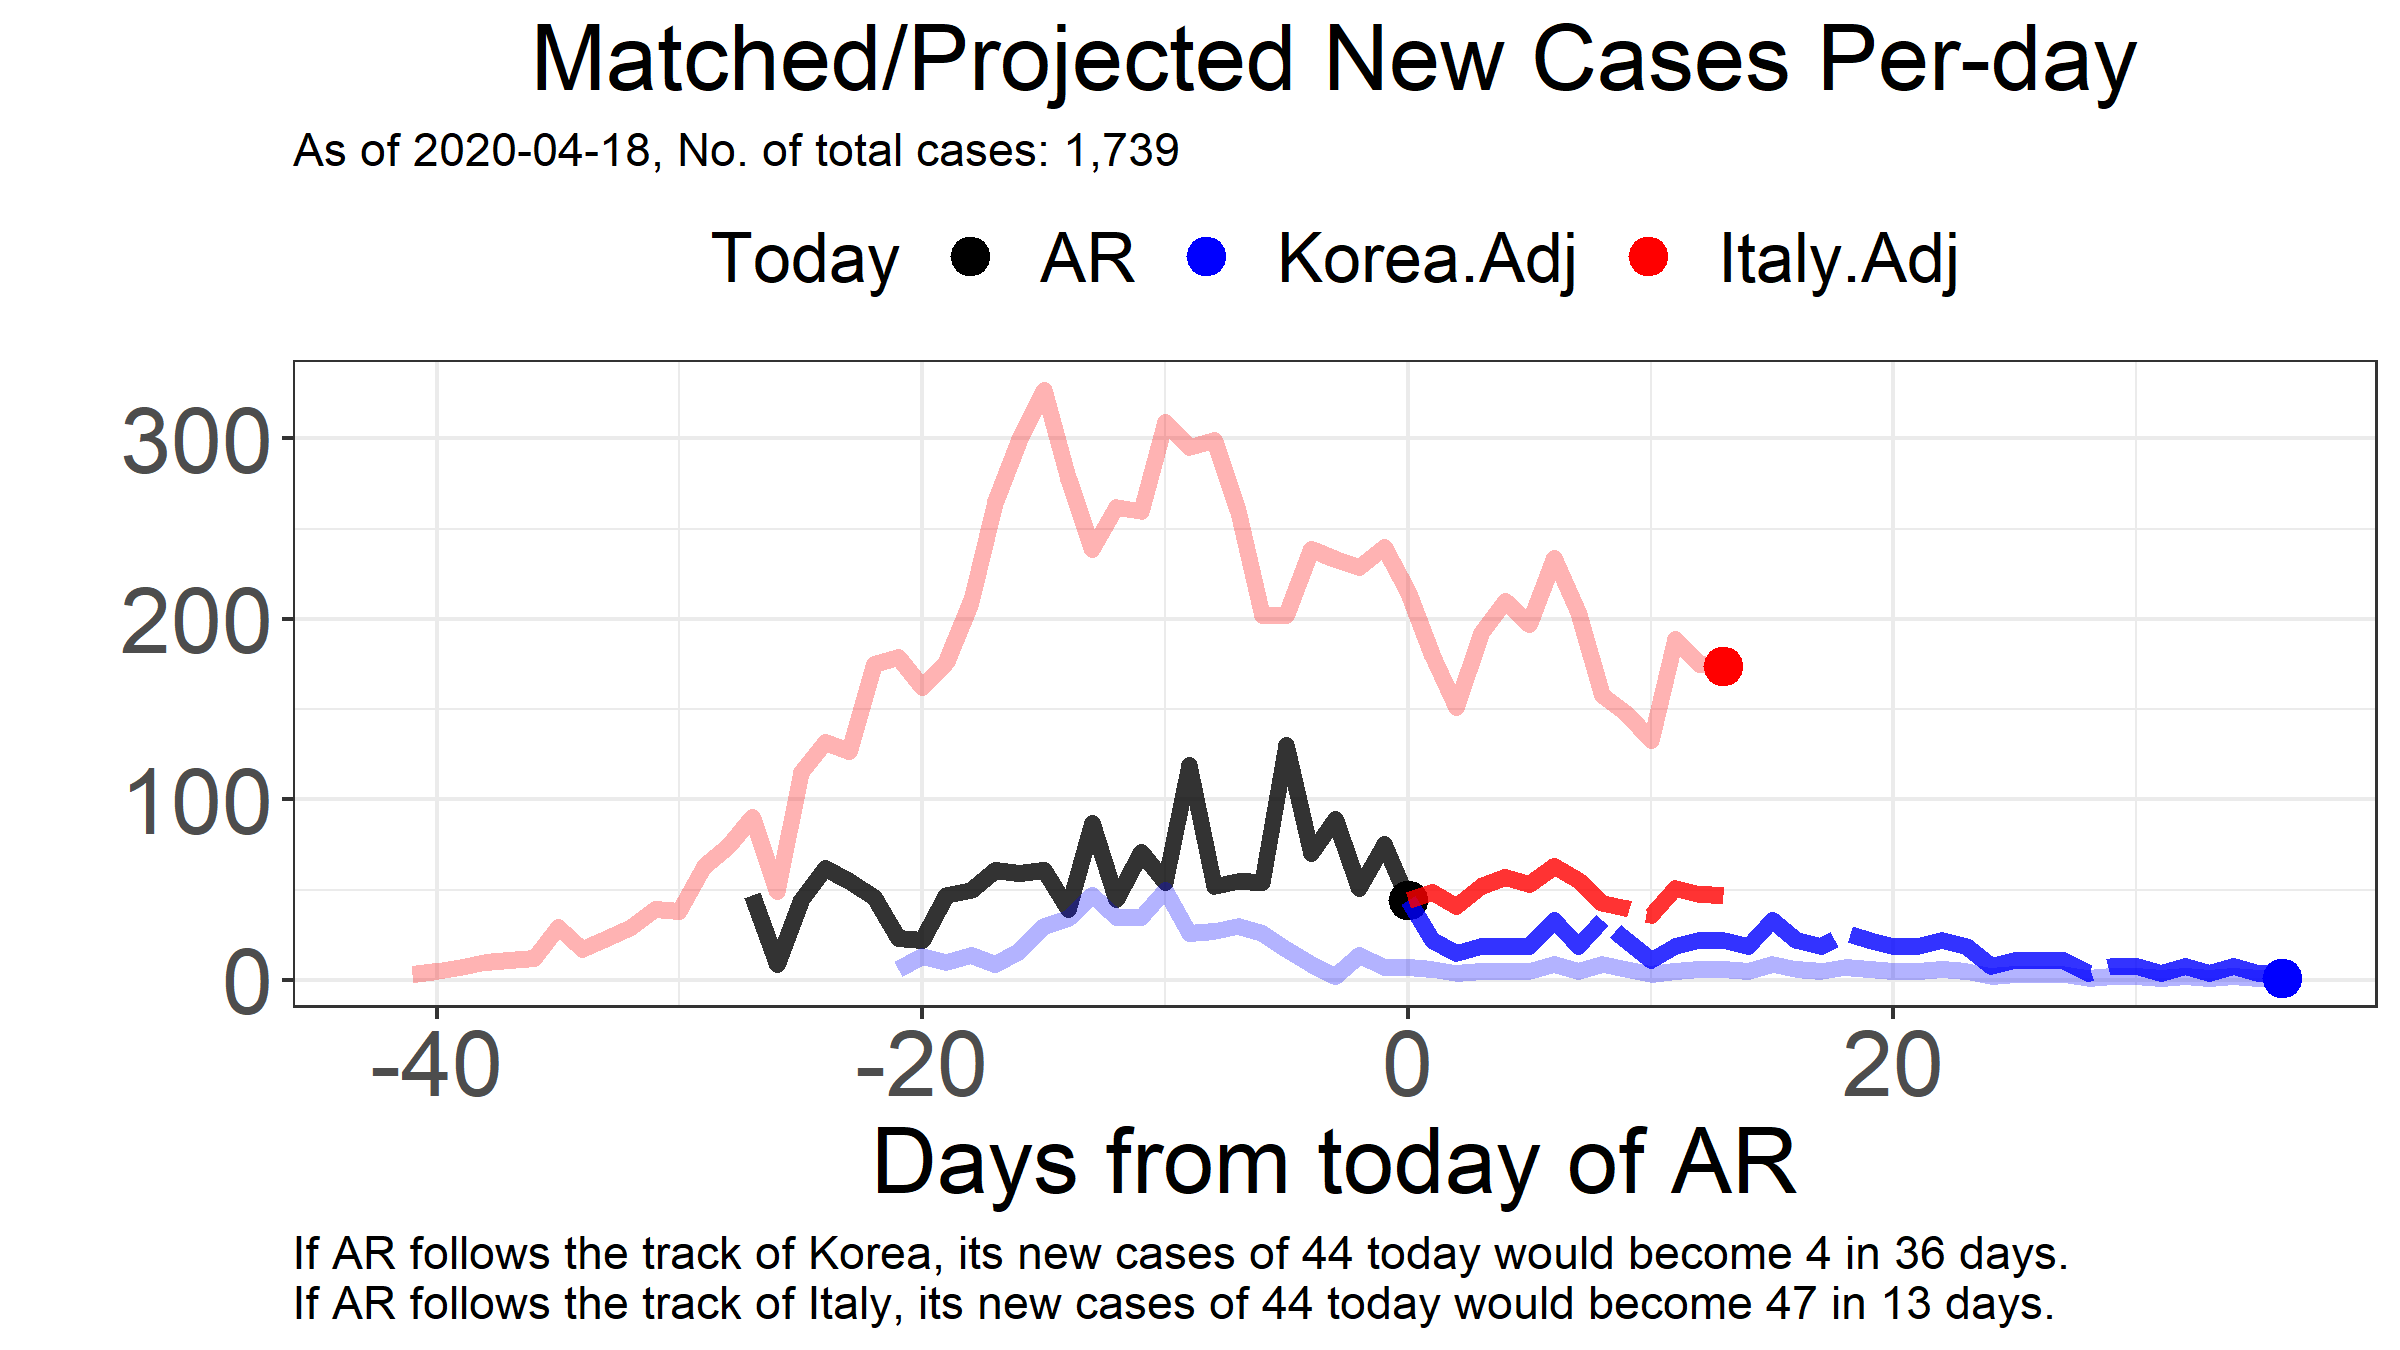 Matched/Projected New Cases Per-day
As of 2020-04-18, No. of total cases: 1,739
Today AR Korea.Adj Italy.Adj
300
200
100
0
-40 -20 0 20
Days from today of AR
If AR follows the track of Korea, its new cases of 44 today would become 4 in 36 days.
If AR follows the track of Italy, its new cases of 44 today would become 47 in 13 days.